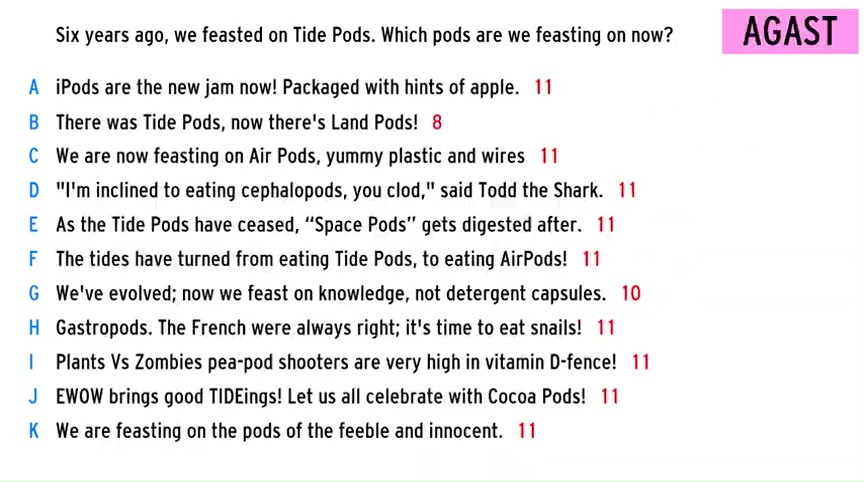 Six years ago, we feasted on Tide Pods. Which pods are we feasting on now?
AGAST
A iPods are the new jam now! Packaged with hints of apple. 11
B There was Tide Pods, now there's Land Pods! 8
C We are now feasting on Air Pods, yummy plastic and wires 11
D "I'm inclined to eating cephalopods, you clod," said Todd the Shark. 11
E As the Tide Pods have ceased, “Space Pods” gets digested after. 11
F The tides have turned from eating Tide Pods, to eating AirPods! 11
G We've evolved; now we feast on knowledge, not detergent capsules. 10
H Gastropods. The French were always right; it's time to eat snails! 11
I Plants Vs Zombies pea-pod shooters are very high in vitamin D-fence! 11
J EWOW brings good TIDEings! Let us all celebrate with Cocoa Pods! 11
K We are feasting on the pods of the feeble and innocent. 11